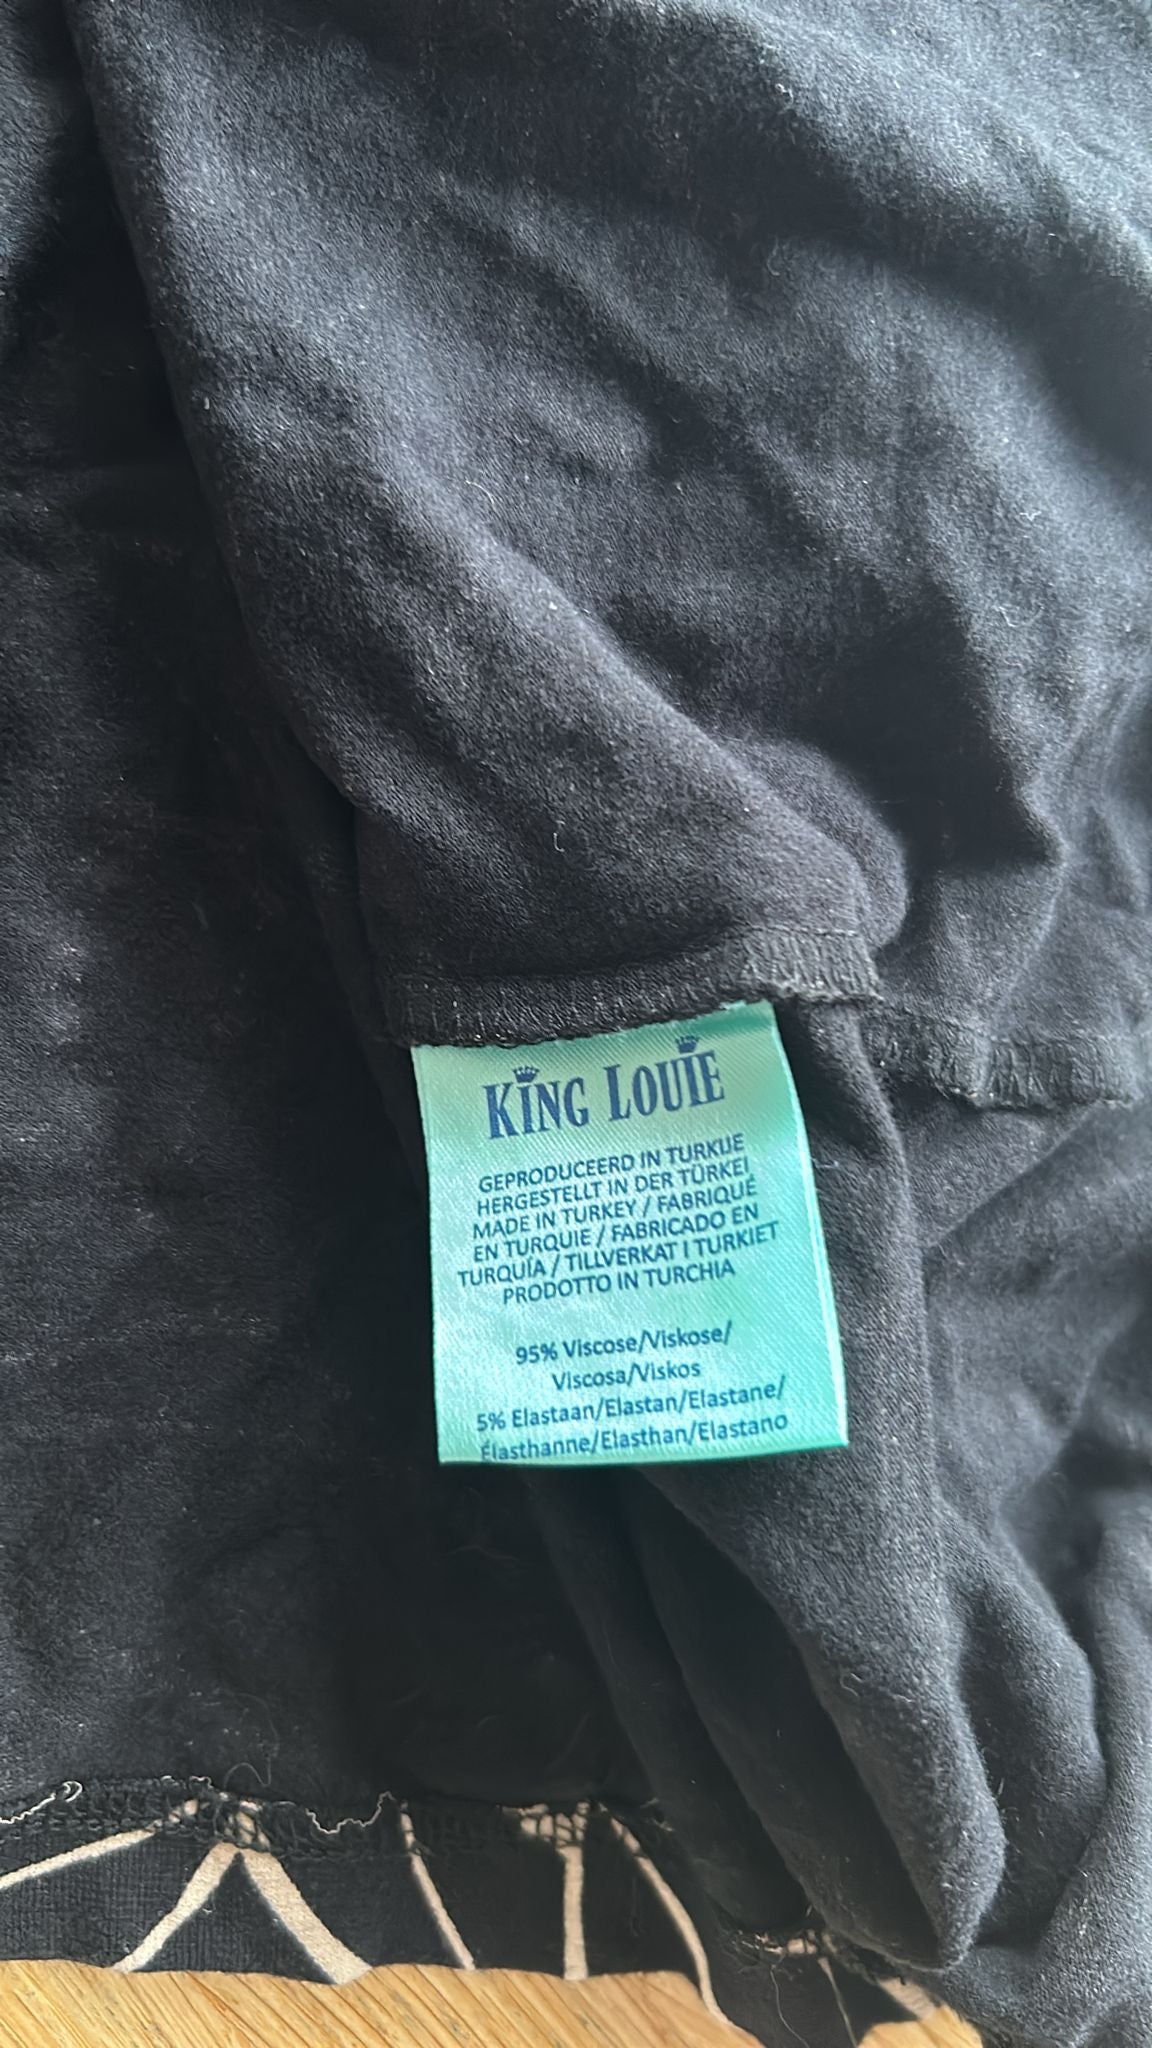 KING LOUIE
GEPRODUCEERD IN TURKIJE
HERGESTELLT IN DER TÜRKEI
MADE IN TURKEY / FABRIQUÉ
EN TURQUIE / FABRICADO EN
TURQUÍA / TILLVERKAT I TURKIET
PRODOTTO IN TURCHIA
95% Viscose/Viskose/
Viscosa/Viskos
5% Elastaan/Elastan/Elastane/
Élasthanne/Elasthan/Elastano